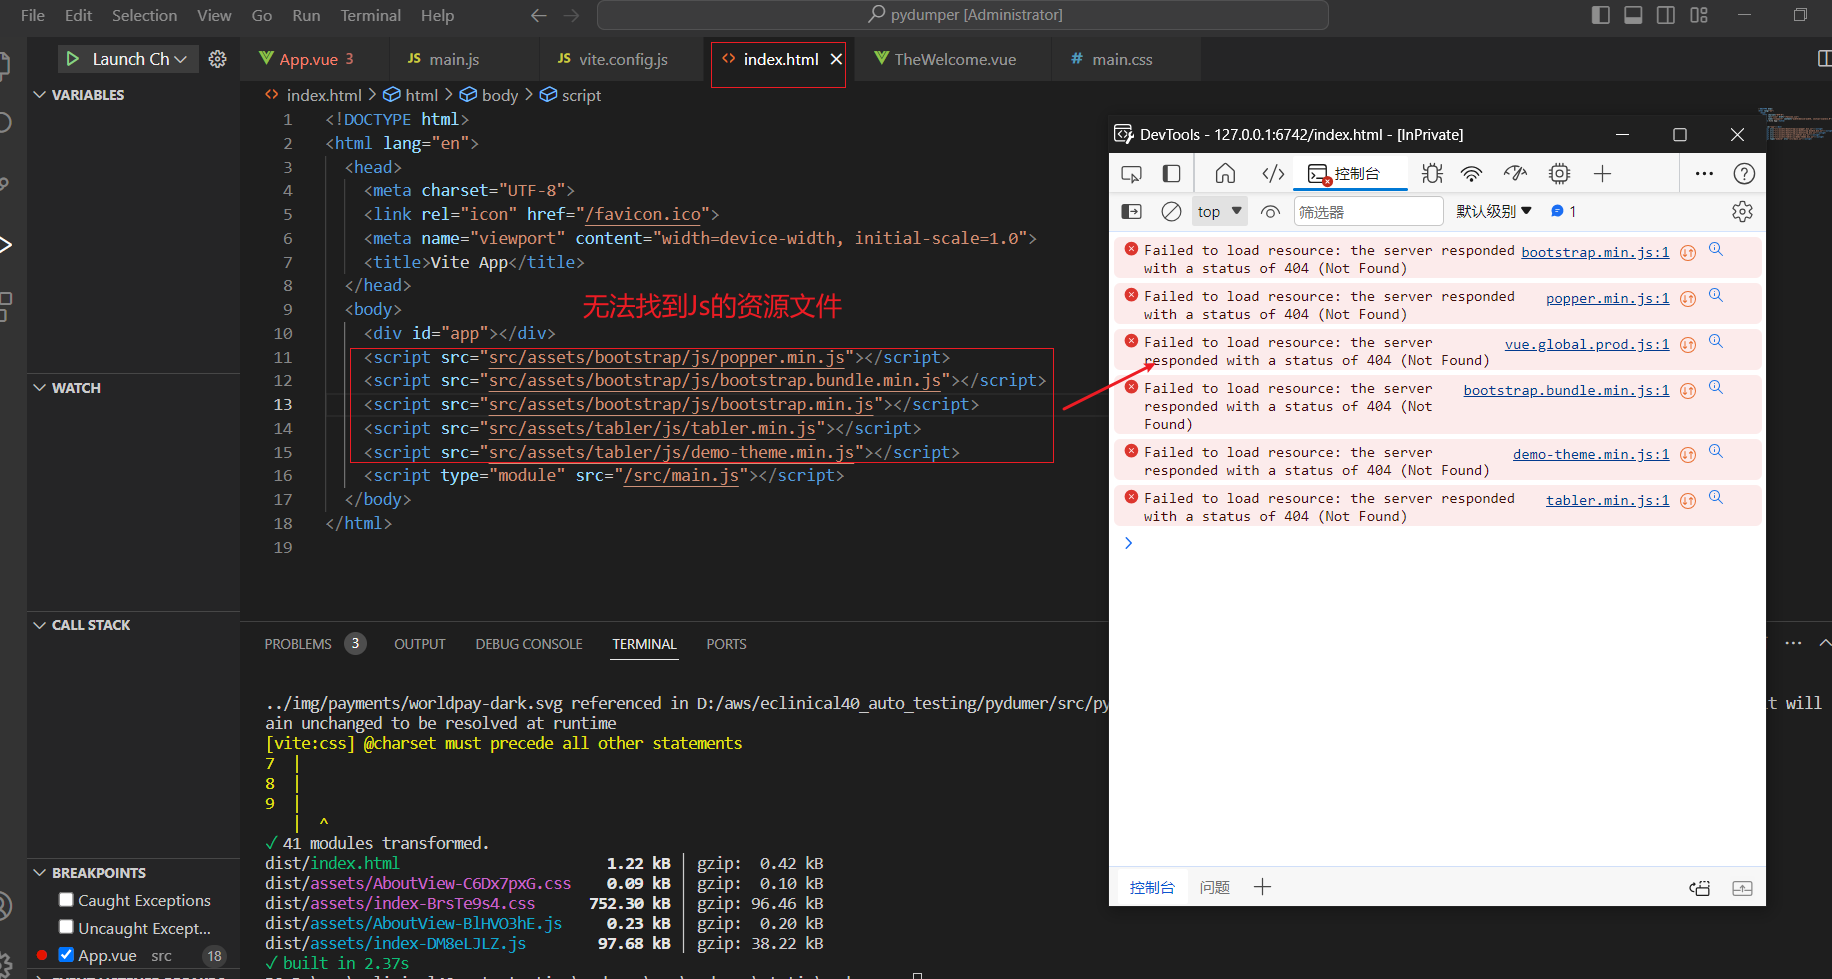 File Edit Selection View Go Run Terminal Help
pydumper [Administrator]
Launch Ch
App.vue 3
JS main.js
JS vite.config.js
<> index.html
TheWelcome.vue
# main.css
VARIABLES
<> index.html > html > body > script
1 <!DOCTYPE html>
2 <html lang="en">
3 <head>
4 <meta charset="UTF-8">
5 <link rel="icon" href="/favicon.ico">
6 <meta name="viewport" content="width=device-width, initial-scale=1.0">
7 <title>Vite App</title>
8 </head>
9 <body>
无法找到Js的资源文件
10 <div id="app"></div>
11 <script src="src/assets/bootstrap/js/popper.min.js"></script>
12 <script src="src/assets/bootstrap/js/bootstrap.bundle.min.js"></script>
13 <script src="src/assets/bootstrap/js/bootstrap.min.js"></script>
14 <script src="src/assets/tabler/js/tabler.min.js"></script>
15 <script src="src/assets/tabler/js/demo-theme.min.js"></script>
16 <script type="module" src="/src/main.js"></script>
17 </body>
18 </html>
19
WATCH
CALL STACK
BREAKPOINTS
Caught Exceptions
Uncaught Except...
App.vue src 18
DevTools - 127.0.0.1:6742/index.html - [InPrivate]
控制台
top
筛选器
默认级别
1
Failed to load resource: the server responded bootstrap.min.js:1
with a status of 404 (Not Found)
Failed to load resource: the server responded popper.min.js:1
with a status of 404 (Not Found)
Failed to load resource: the server vue.global.prod.js:1
responded with a status of 404 (Not Found)
Failed to load resource: the server bootstrap.bundle.min.js:1
responded with a status of 404 (Not
Found)
Failed to load resource: the server demo-theme.min.js:1
responded with a status of 404 (Not Found)
Failed to load resource: the server responded tabler.min.js:1
with a status of 404 (Not Found)
控制台 问题
PROBLEMS 3 OUTPUT DEBUG CONSOLE TERMINAL PORTS
../img/payments/worldpay-dark.svg referenced in D:/aws/eclinical40_auto_testing/pydumer/src/py
t will
ain unchanged to be resolved at runtime
[vite:css] @charset must precede all other statements
7 |
8 |
9 |
| ^
✓ 41 modules transformed.
dist/index.html 1.22 kB │ gzip: 0.42 kB
dist/assets/AboutView-C6Dx7pxG.css 0.09 kB │ gzip: 0.10 kB
dist/assets/index-BrsTe9s4.css 752.30 kB │ gzip: 96.46 kB
dist/assets/AboutView-BlHVO3hE.js 0.23 kB │ gzip: 0.20 kB
dist/assets/index-DM8eLJLZ.js 97.68 kB │ gzip: 38.22 kB
✓ built in 2.37s